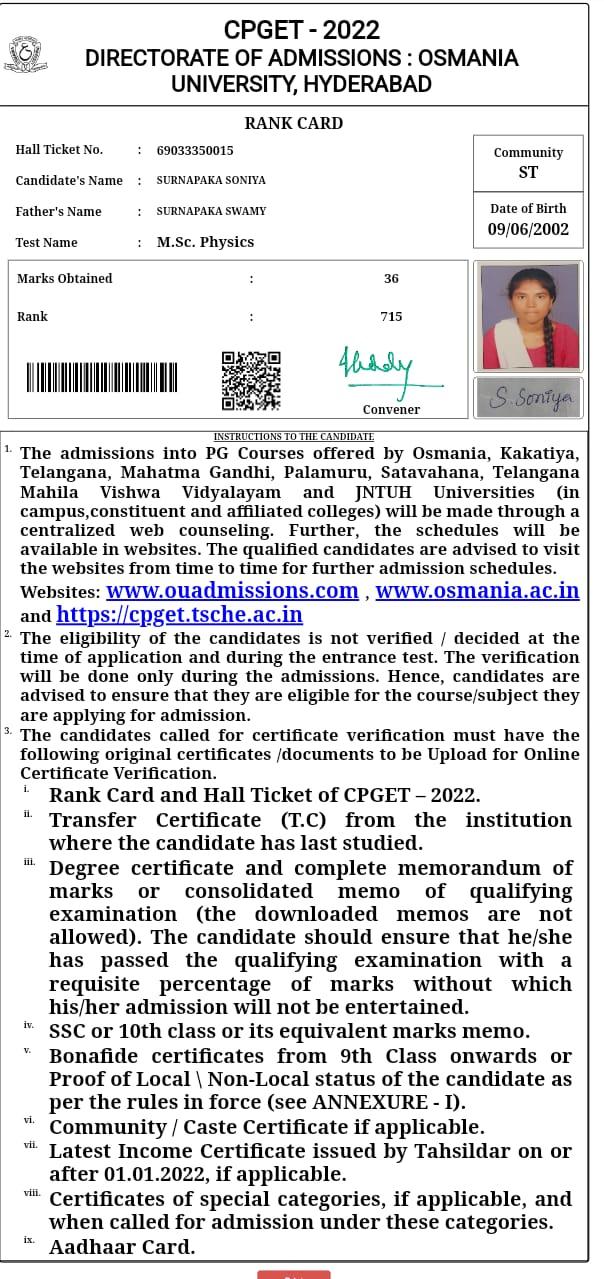 CPGET - 2022
DIRECTORATE OF ADMISSIONS : OSMANIA
UNIVERSITY, HYDERABAD
RANK CARD
Hall Ticket No. : 69033350015
Candidate's Name : SURNAPAKA SONIYA
Father's Name : SURNAPAKA SWAMY
Test Name : M.Sc. Physics
Community
ST
Date of Birth
09/06/2002
Marks Obtained : 36
Rank : 715
Convener
S. Soniya
INSTRUCTIONS TO THE CANDIDATE
1. The admissions into PG Courses offered by Osmania, Kakatiya,
Telangana, Mahatma Gandhi, Palamuru, Satavahana, Telangana
Mahila Vishwa Vidyalayam and JNTUH Universities (in
campus,constituent and affiliated colleges) will be made through a
centralized web counseling. Further, the schedules will be
available in websites. The qualified candidates are advised to visit
the websites from time to time for further admission schedules.
Websites: www.ouadmissions.com , www.osmania.ac.in
and https://cpget.tsche.ac.in
2. The eligibility of the candidates is not verified / decided at the
time of application and during the entrance test. The verification
will be done only during the admissions. Hence, candidates are
advised to ensure that they are eligible for the course/subject they
are applying for admission.
3. The candidates called for certificate verification must have the
following original certificates /documents to be Upload for Online
Certificate Verification.
i. Rank Card and Hall Ticket of CPGET – 2022.
ii. Transfer Certificate (T.C) from the institution
where the candidate has last studied.
iii. Degree certificate and complete memorandum of
marks or consolidated memo of qualifying
examination (the downloaded memos are not
allowed). The candidate should ensure that he/she
has passed the qualifying examination with a
requisite percentage of marks without which
his/her admission will not be entertained.
iv. SSC or 10th class or its equivalent marks memo.
v. Bonafide certificates from 9th Class onwards or
Proof of Local \ Non-Local status of the candidate as
per the rules in force (see ANNEXURE - I).
vi. Community / Caste Certificate if applicable.
vii. Latest Income Certificate issued by Tahsildar on or
after 01.01.2022, if applicable.
viii. Certificates of special categories, if applicable, and
when called for admission under these categories.
ix. Aadhaar Card.